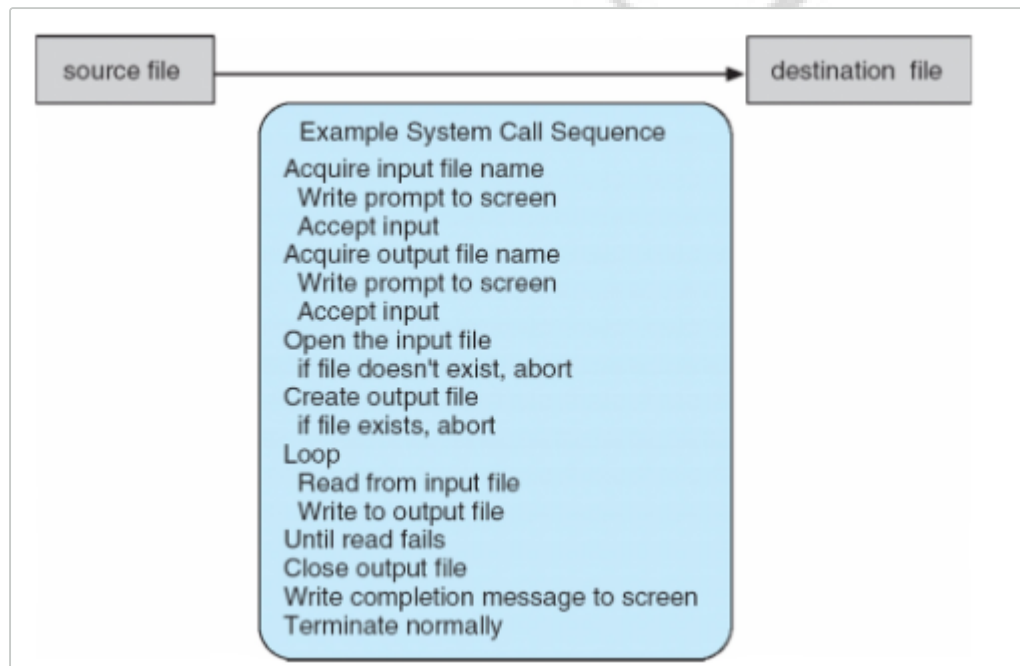 source file
destination file
Example System Call Sequence
Acquire input file name
Write prompt to screen
Accept input
Acquire output file name
Write prompt to screen
Accept input
Open the input file
if file doesn't exist, abort
Create output file
if file exists, abort
Loop
Read from input file
Write to output file
Until read fails
Close output file
Write completion message to screen
Terminate normally